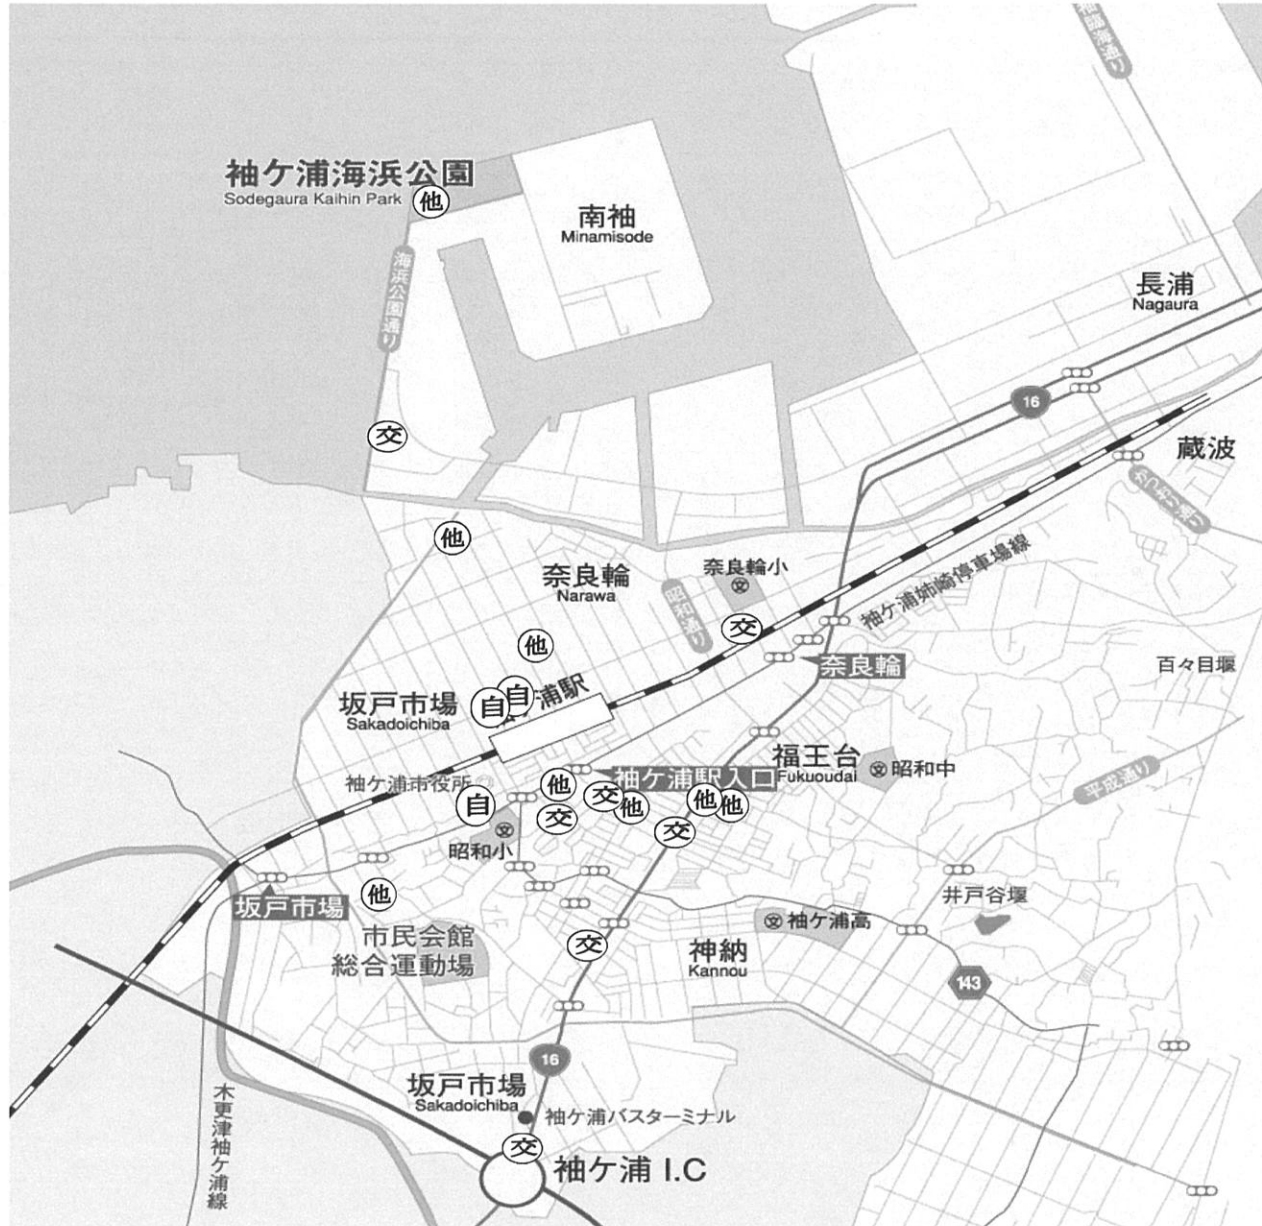 袖ケ浦海浜公園
Sodegaura Kaihin Park
他
南袖
Minamisode
海浜公園通り
長浦
Nagaura
16
交
蔵波
他
奈良輪
Narawa
奈良輪小
文
昭和通り
交
袖ケ浦姉崎停車場線
奈良輪
百々目堰
他
坂戸市場
Sakadoichiba
自
自
浦駅
袖ケ浦市役所
自
他
袖ケ浦駅入口
交
他
交
他
他
交
福王台
Fukuoudai
文
昭和中
平成通り
文
昭和小
坂戸市場
他
市民会館
総合運動場
文
袖ケ浦高
井戸谷堰
交
神納
Kannou
143
16
坂戸市場
Sakadoichiba
袖ケ浦バスターミナル
木更津袖ケ浦線
交
袖ケ浦 I.C